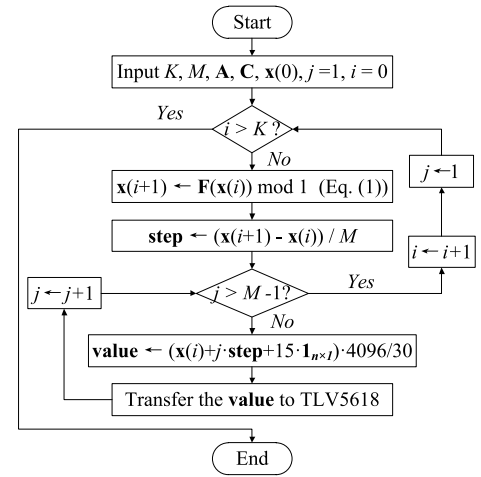 Start
Input K, M, A, C, x(0), j =1, i = 0
Yes
i > K ?
No
j ← 1
x(i+1) ← F(x(i)) mod 1 (Eq. (1))
step ← (x(i+1) - x(i)) / M
i ← i+1
j ← j+1
j > M -1?
Yes
No
value ← (x(i)+j·step+15·1n×1)·4096/30
Transfer the value to TLV5618
End